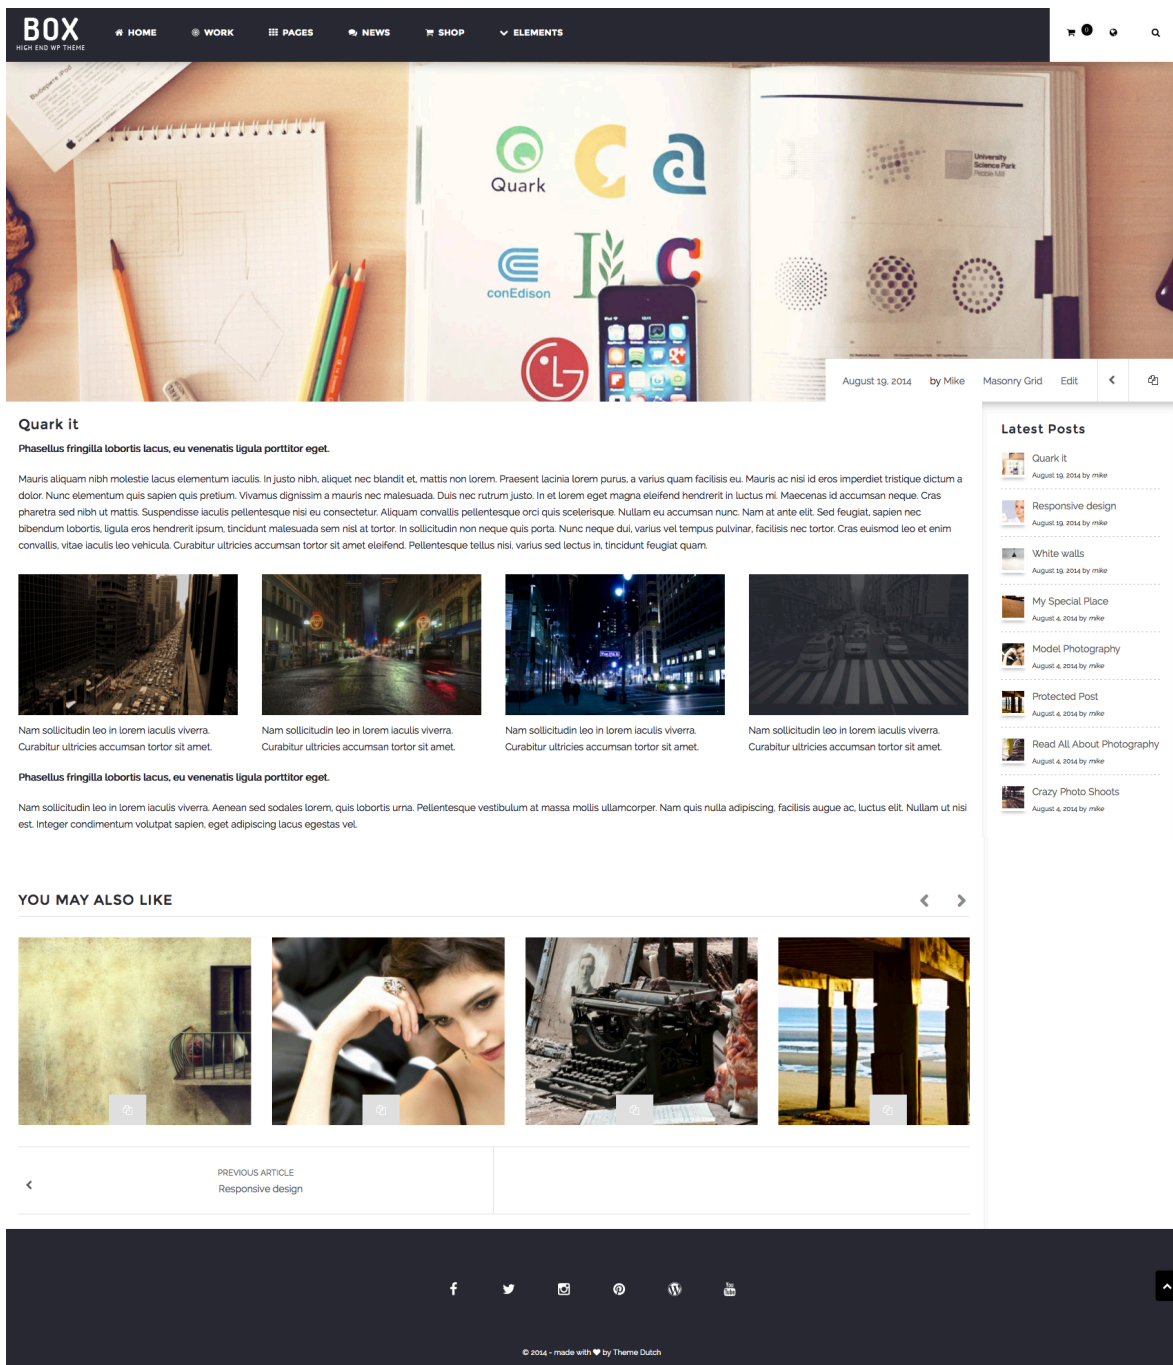 BOX
HIGH END WP THEME
HOME
WORK
PAGES
NEWS
SHOP
ELEMENTS
0
Выберите iPod
Quark
University
Science Park
Pebble Mill
conEdison
LG
August 19, 2014
by Mike
Masonry Grid
Edit
Quark it
Phasellus fringilla lobortis lacus, eu venenatis ligula porttitor eget.
Mauris aliquam nibh molestie lacus elementum iaculis. In justo nibh, aliquet nec blandit et, mattis non lorem. Praesent lacinia lorem purus, a varius quam facilisis eu. Mauris ac nisi id eros imperdiet tristique dictum a
dolor. Nunc elementum quis sapien quis pretium. Vivamus dignissim a mauris nec malesuada. Duis nec rutrum justo. In et lorem eget magna eleifend hendrerit in luctus mi. Maecenas id accumsan neque. Cras
pharetra sed nibh ut mattis. Suspendisse iaculis pellentesque nisi eu consectetur. Aliquam convallis pellentesque orci quis scelerisque. Nullam eu accumsan nunc. Nam at ante elit. Sed feugiat, sapien nec
bibendum lobortis, ligula eros hendrerit ipsum, tincidunt malesuada sem nisl at tortor. In sollicitudin non neque quis porta. Nunc neque dui, varius vel tempus pulvinar, facilisis nec tortor. Cras euismod leo et enim
convallis, vitae iaculis leo vehicula. Curabitur ultricies accumsan tortor sit amet eleifend. Pellentesque tellus nisi, varius sed lectus in, tincidunt feugiat quam.
Nam sollicitudin leo in lorem iaculis viverra.
Curabitur ultricies accumsan tortor sit amet.
Nam sollicitudin leo in lorem iaculis viverra.
Curabitur ultricies accumsan tortor sit amet.
Nam sollicitudin leo in lorem iaculis viverra.
Curabitur ultricies accumsan tortor sit amet.
Nam sollicitudin leo in lorem iaculis viverra.
Curabitur ultricies accumsan tortor sit amet.
Phasellus fringilla lobortis lacus, eu venenatis ligula porttitor eget.
Nam sollicitudin leo in lorem iaculis viverra. Aenean sed sodales lorem, quis lobortis urna. Pellentesque vestibulum at massa mollis ullamcorper. Nam quis nulla adipiscing, facilisis augue ac, luctus elit. Nullam ut nisi
est. Integer condimentum volutpat sapien, eget adipiscing lacus egestas vel.
Latest Posts
Quark it
August 19, 2014 by mike
Responsive design
August 19, 2014 by mike
White walls
August 19, 2014 by mike
My Special Place
August 4, 2014 by mike
Model Photography
August 4, 2014 by mike
Protected Post
August 4, 2014 by mike
Read All About Photography
August 4, 2014 by mike
Crazy Photo Shoots
August 4, 2014 by mike
YOU MAY ALSO LIKE
PREVIOUS ARTICLE
Responsive design
© 2014 - made with ❤ by Theme Dutch